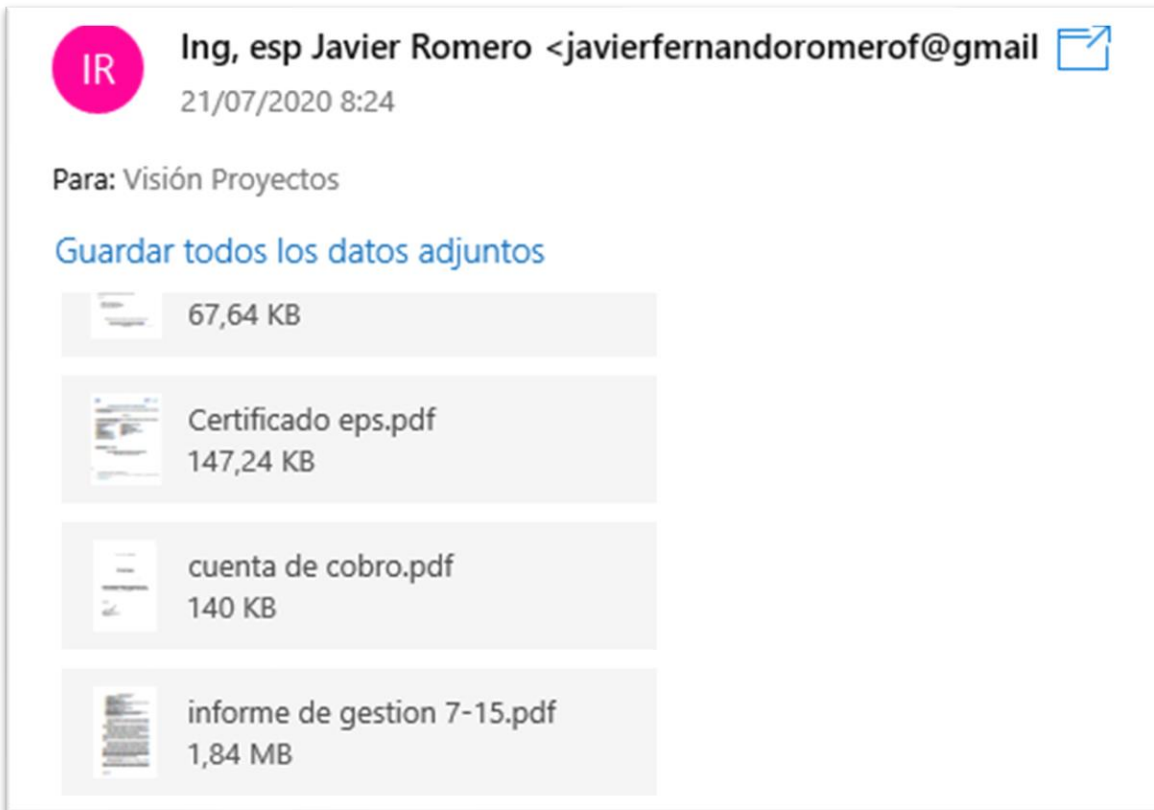 IR
Ing, esp Javier Romero <javierfernandoromerof@gmail
21/07/2020 8:24
Para: Visión Proyectos
Guardar todos los datos adjuntos
67,64 KB
Certificado eps.pdf
147,24 KB
cuenta de cobro.pdf
140 KB
informe de gestion 7-15.pdf
1,84 MB